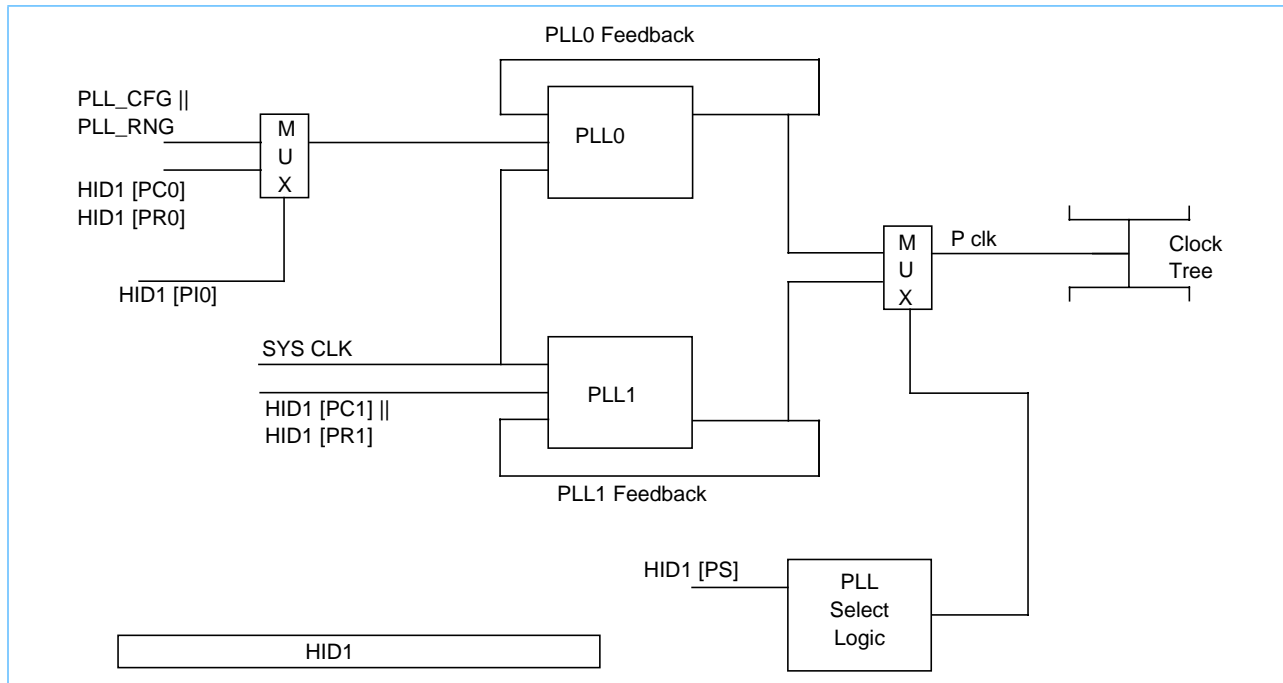 PLL0 Feedback
PLL_CFG ||
PLL_RNG
M
U
X
PLL0
HID1 [PC0]
HID1 [PR0]
HID1 [PI0]
M
U
X
P clk
Clock
Tree
SYS CLK
HID1 [PC1] ||
HID1 [PR1]
PLL1
PLL1 Feedback
HID1 [PS]
PLL
Select
Logic
HID1